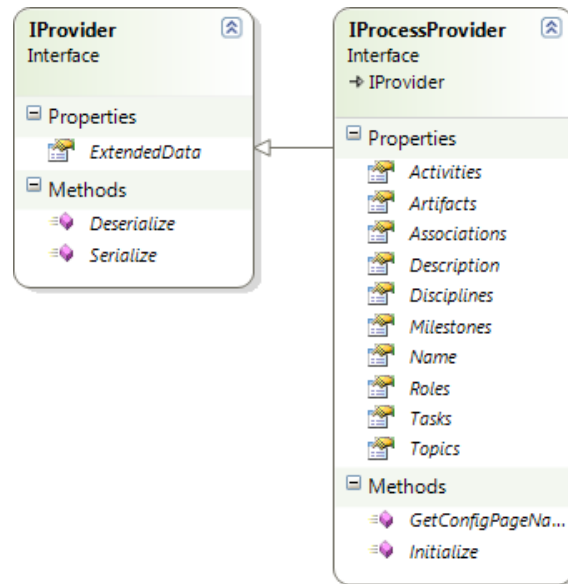 IProvider
Interface
Properties
ExtendedData
Methods
Deserialize
Serialize
IProcessProvider
Interface
IProvider
Properties
Activities
Artifacts
Associations
Description
Disciplines
Milestones
Name
Roles
Tasks
Topics
Methods
GetConfigPageNa...
Initialize